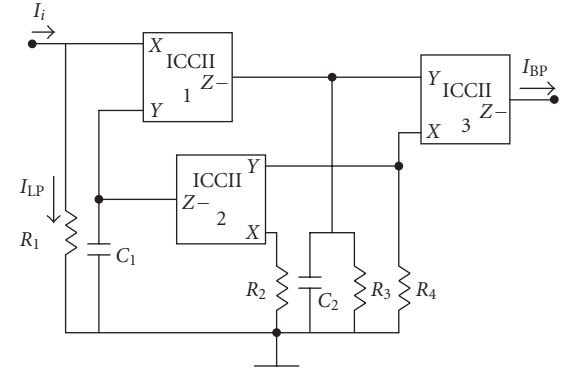 I_i
X
ICCII
1
Z−
Y
Y
ICCII
3
Z−
X
I_BP
Y
ICCII
2
Z−
X
I_LP
R_1
C_1
R_2
C_2
R_3
R_4